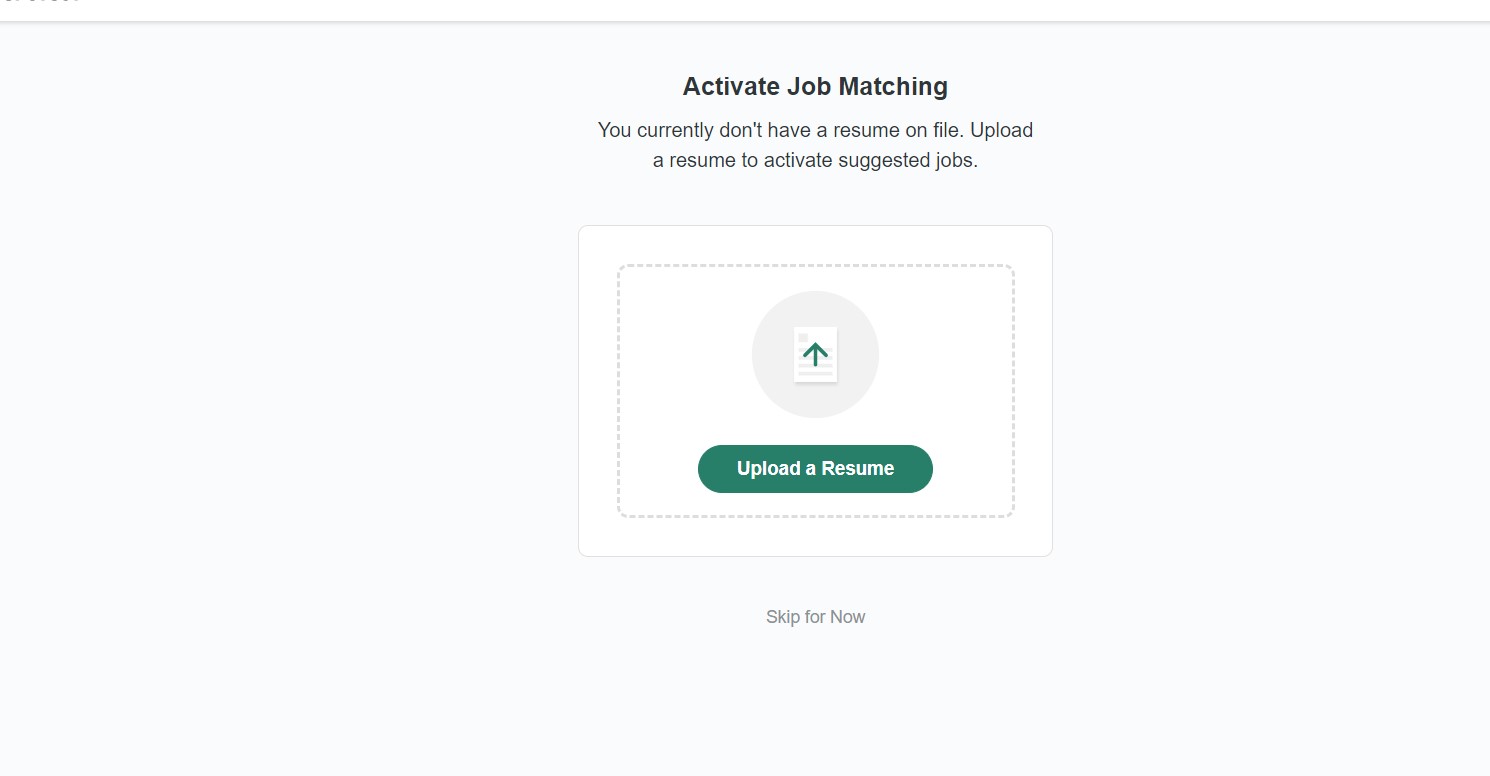 Activate Job Matching
You currently don't have a resume on file. Upload
a resume to activate suggested jobs.
Upload a Resume
Skip for Now